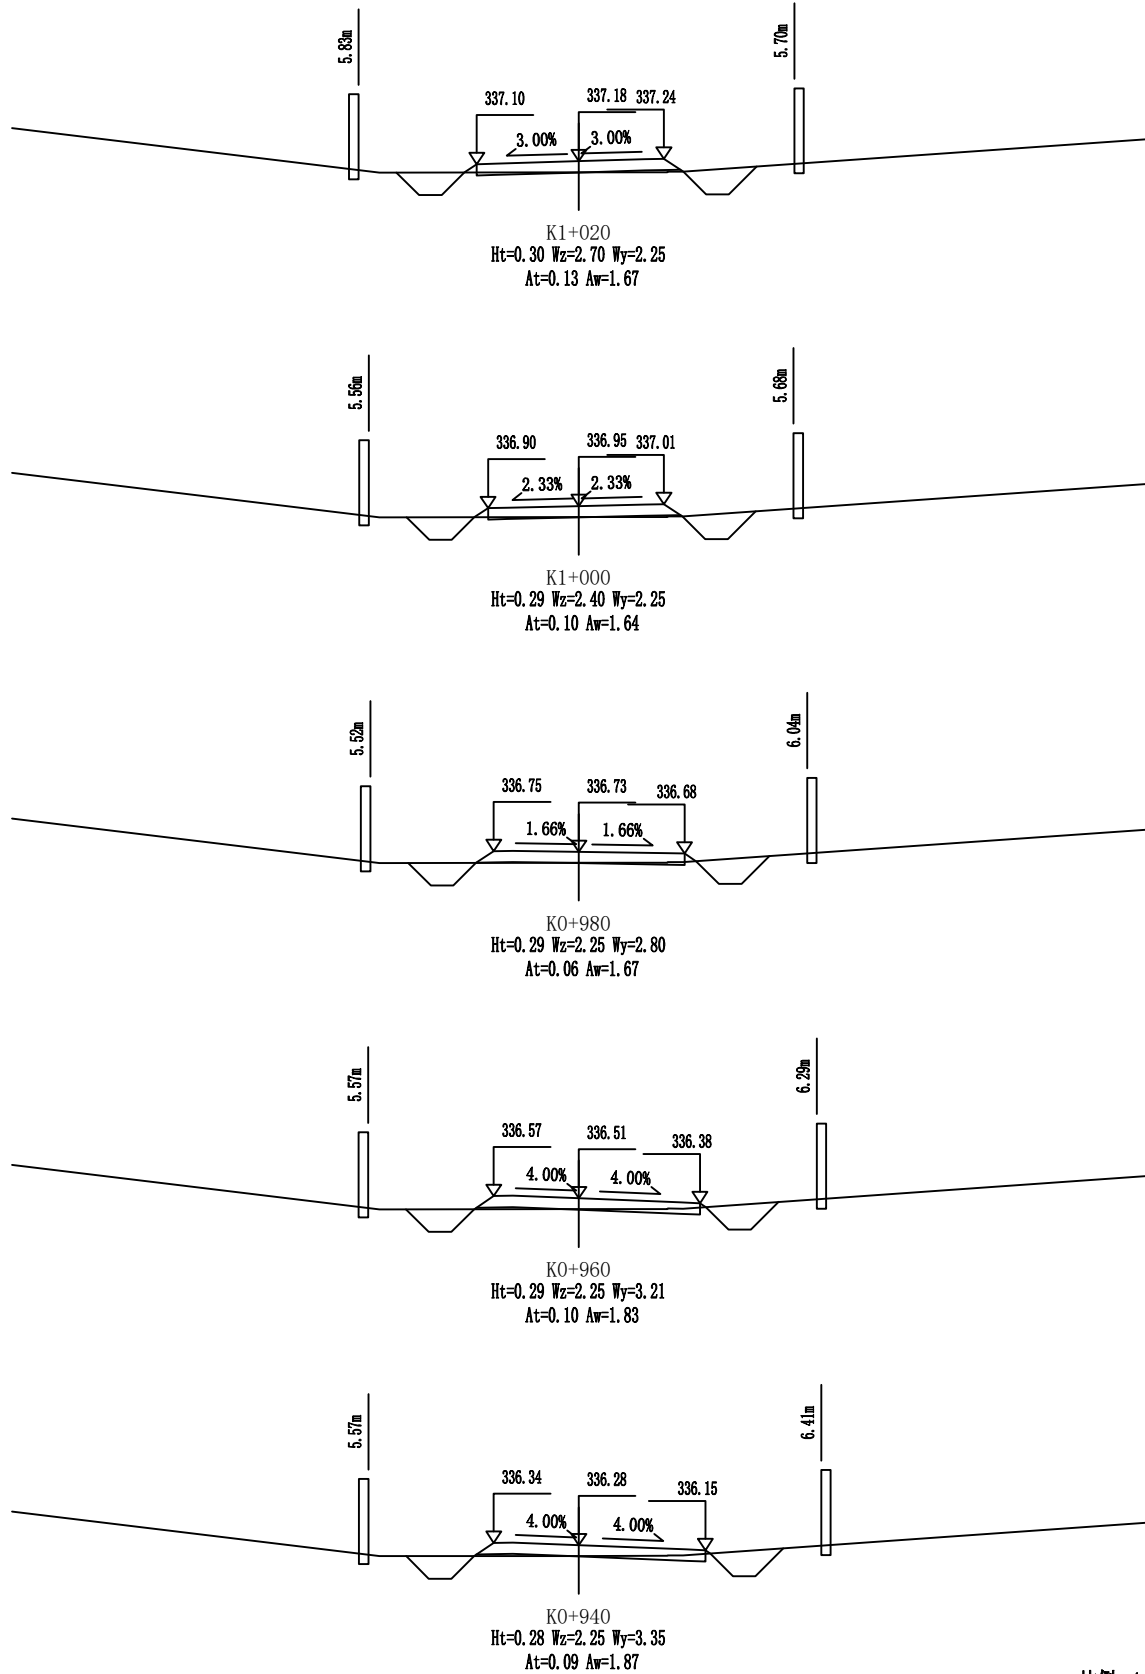 5.83m
5.70m
337.10
337.18
337.24
3.00%
3.00%
K1+020
Ht=0.30 Wz=2.70 Wy=2.25
At=0.13 Aw=1.67
5.56m
5.68m
336.90
336.95
337.01
2.33%
2.33%
K1+000
Ht=0.29 Wz=2.40 Wy=2.25
At=0.10 Aw=1.64
5.52m
6.04m
336.75
336.73
336.68
1.66%
1.66%
K0+980
Ht=0.29 Wz=2.25 Wy=2.80
At=0.06 Aw=1.67
5.57m
6.29m
336.57
336.51
336.38
4.00%
4.00%
K0+960
Ht=0.29 Wz=2.25 Wy=3.21
At=0.10 Aw=1.83
5.57m
6.41m
336.34
336.28
336.15
4.00%
4.00%
K0+940
Ht=0.28 Wz=2.25 Wy=3.35
At=0.09 Aw=1.87